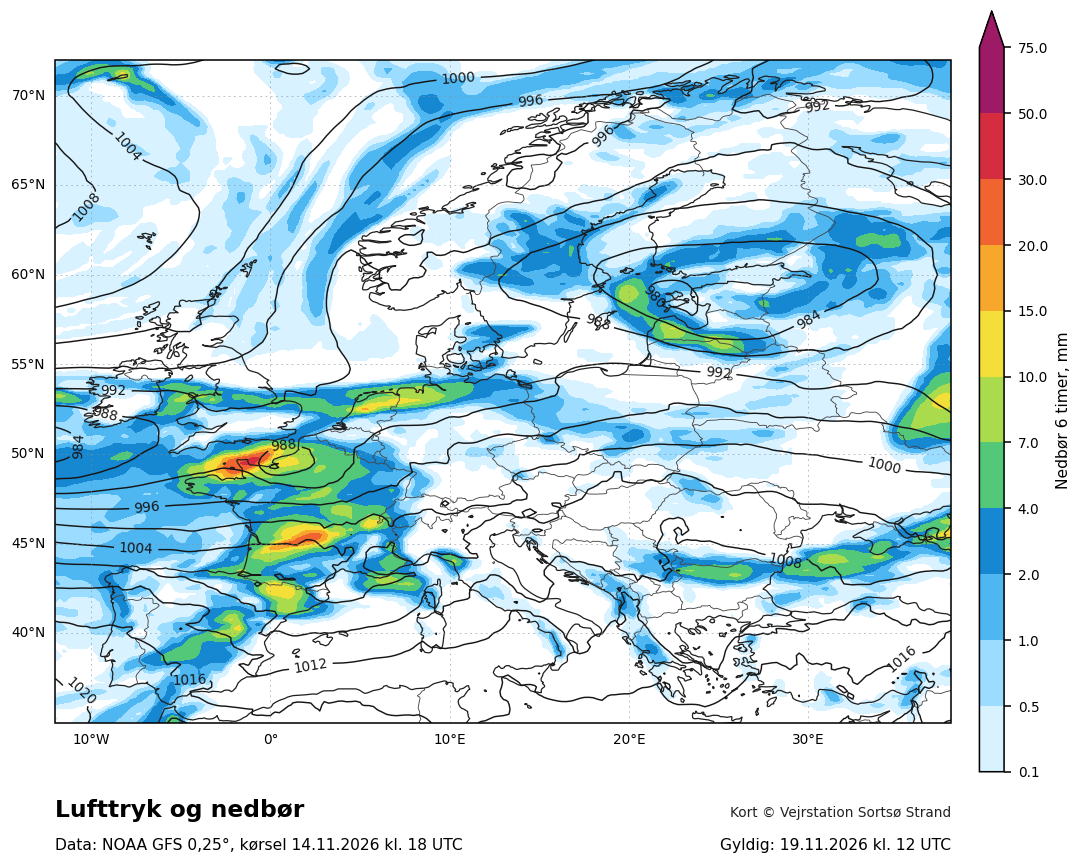 1000
996
992
996
1004
1008
980
988
984
992
992
988
984
988
996
1004
1000
1008
1012
1016
1016
1020
70°N
65°N
60°N
55°N
50°N
45°N
40°N
10°W
0°
10°E
20°E
30°E
75.0
50.0
30.0
20.0
15.0
10.0
7.0
4.0
2.0
1.0
0.5
0.1
Nedbør 6 timer, mm
Lufttryk og nedbør
Kort © Vejrstation Sortsø Strand
Data: NOAA GFS 0,25°, kørsel 14.11.2026 kl. 18 UTC
Gyldig: 19.11.2026 kl. 12 UTC